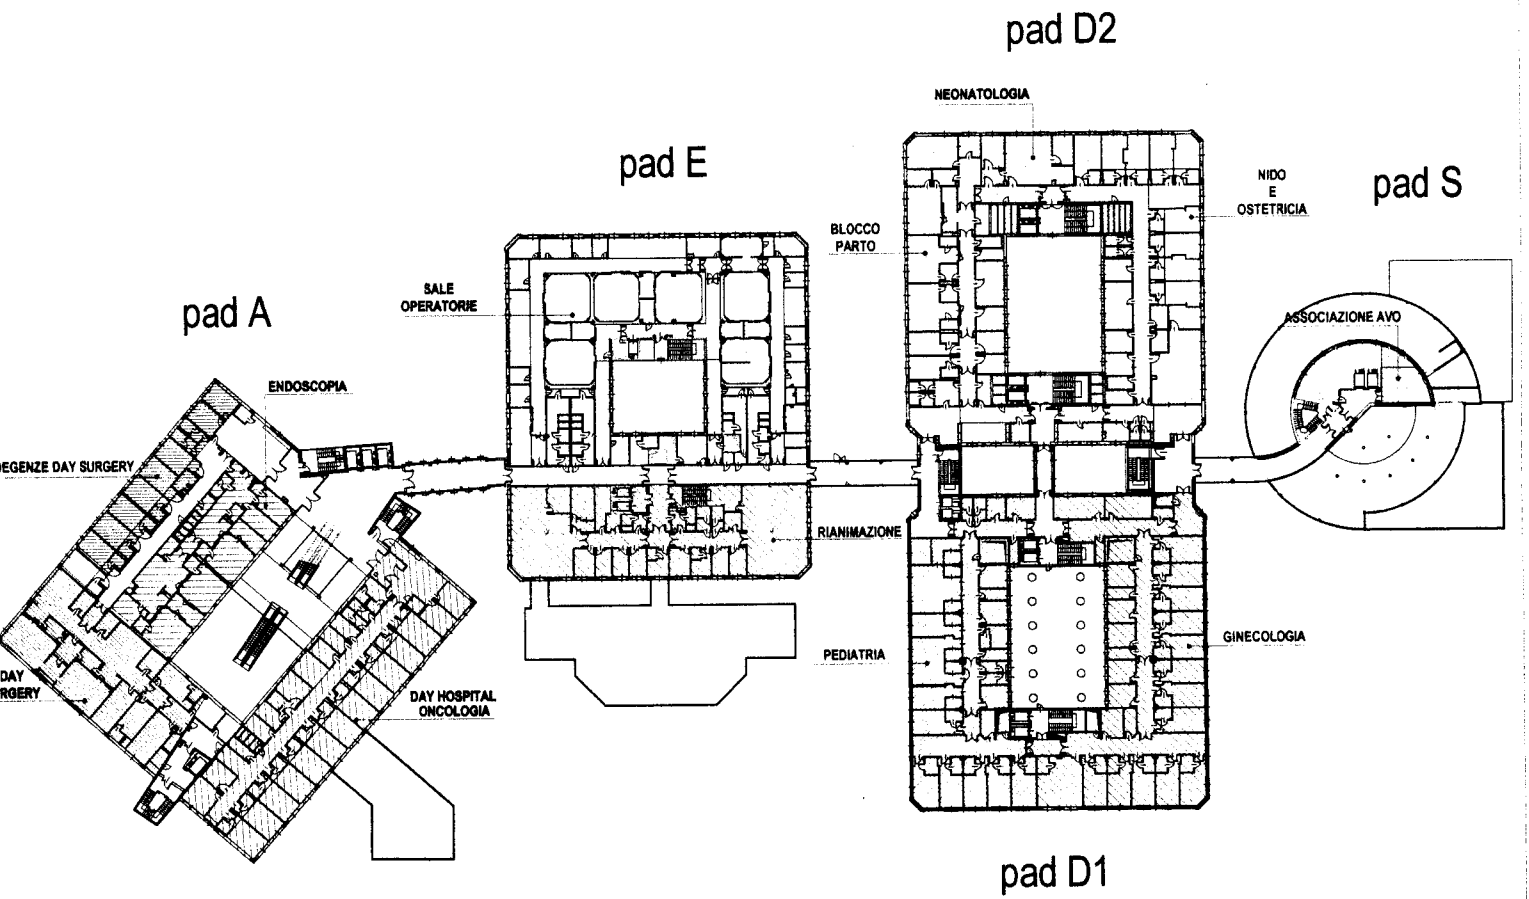 pad D2
NEONATOLOGIA
pad E
NIDO
E
OSTETRICIA
pad S
BLOCCO
PARTO
SALE
OPERATORIE
pad A
ASSOCIAZIONE AVO
ENDOSCOPIA
EGENZE DAY SURGERY
RIANIMAZIONE
GINECOLOGIA
PEDIATRIA
DAY
RGERY
DAY HOSPITAL
ONCOLOGIA
pad D1